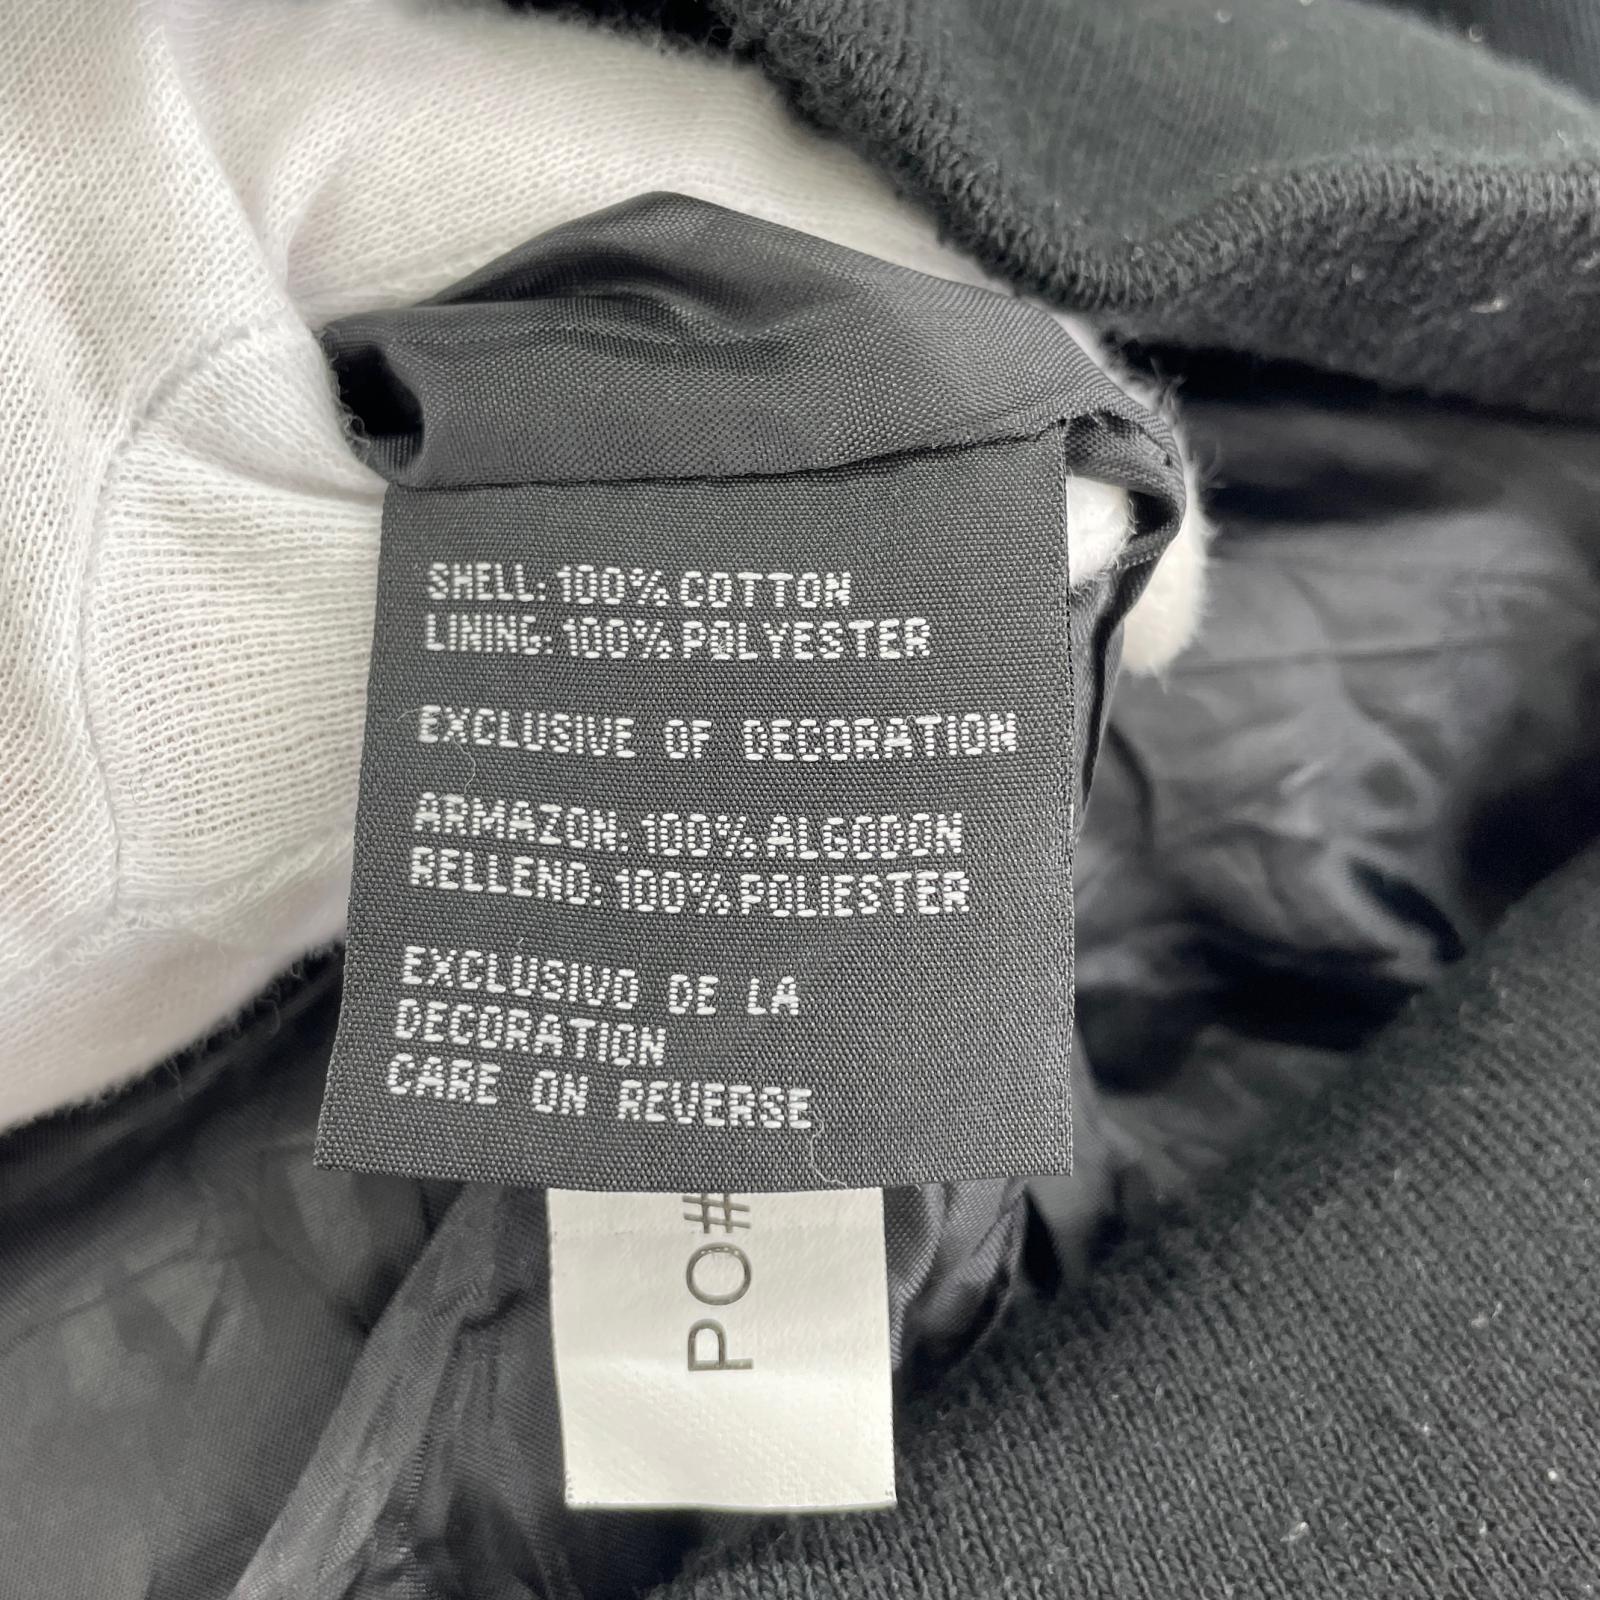 SHELL: 100% COTTON
LINING: 100% POLYESTER
EXCLUSIVE OF DECORATION
ARMAZON: 100% ALGODON
RELLENO: 100% POLIESTER
EXCLUSIVO DE LA
DECORATION
CARE ON REVERSE
PO#